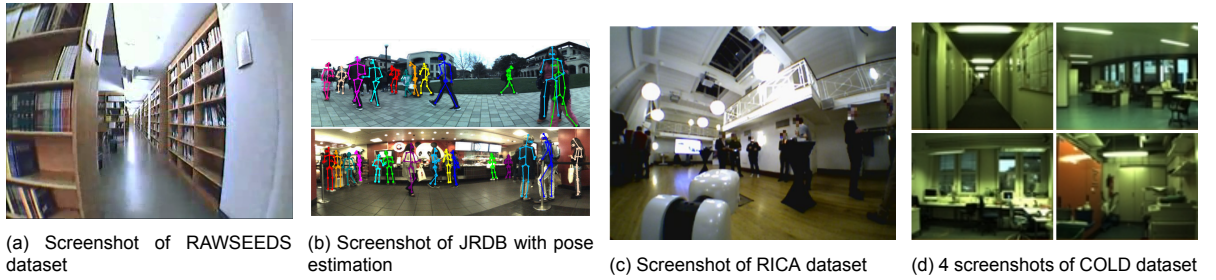 (a) Screenshot of RAWSEEDS
dataset
(b) Screenshot of JRDB with pose
estimation
(c) Screenshot of RICA dataset
(d) 4 screenshots of COLD dataset